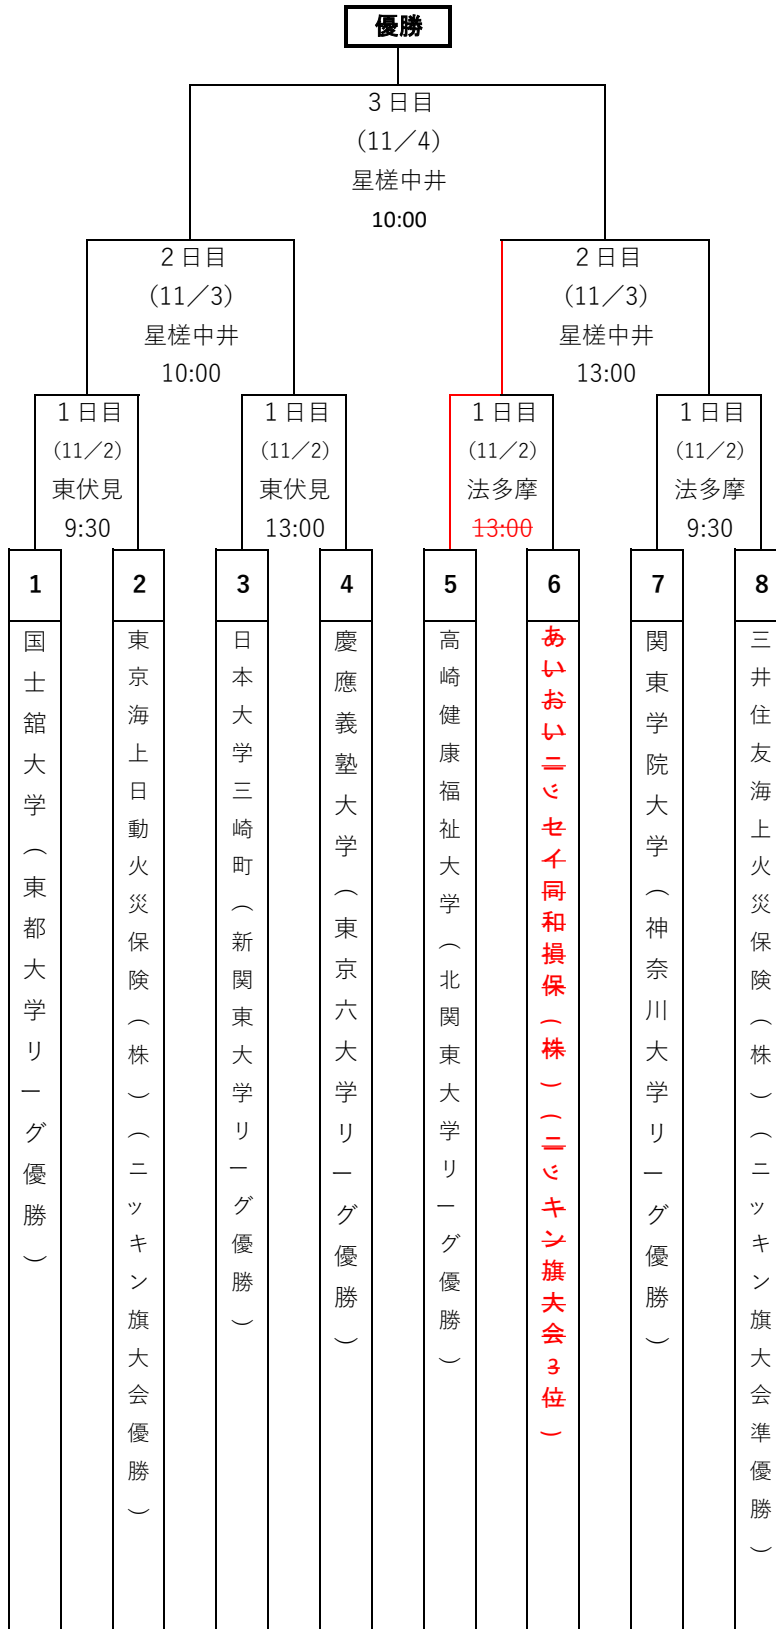 優勝
3日目
(11／4)
星槎中井
10:00
2日目
(11／3)
星槎中井
10:00
2日目
(11／3)
星槎中井
13:00
1日目
(11／2)
東伏見
9:30
1日目
(11／2)
東伏見
13:00
1日目
(11／2)
法多摩
13:00
1日目
(11／2)
法多摩
9:30
1
2
3
4
5
6
7
8
国士舘大学(東都大学リーグ優勝)
東京海上日動火災保険(株)(ニッキン旗大会優勝)
日本大学三崎町(新関東大学リーグ優勝)
慶應義塾大学(東京六大学リーグ優勝)
高崎健康福祉大学(北関東大学リーグ優勝)
あいおいニッセイ同和損保(株)(ニッキン旗大会3位)
関東学院大学(神奈川大学リーグ優勝)
三井住友海上火災保険(株)(ニッキン旗大会準優勝)